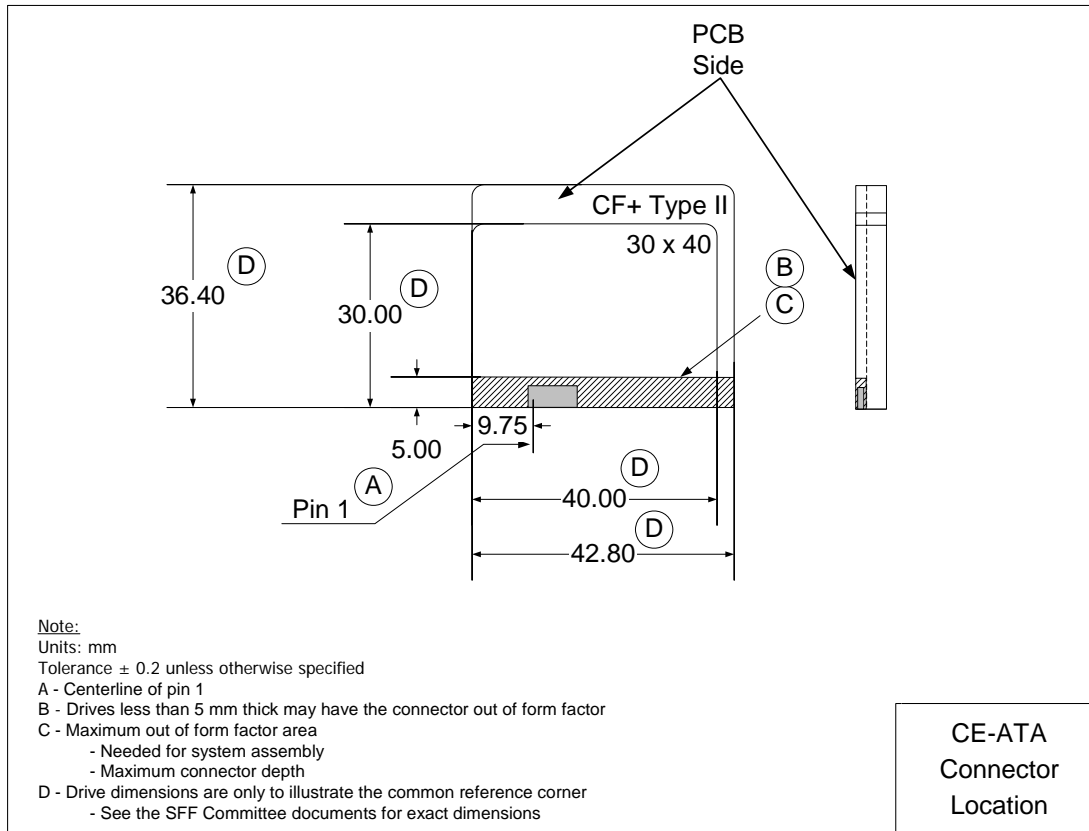 PCB
Side
CF+ Type II
30 x 40
D
36.40
D
30.00
B
C
9.75
5.00
A
Pin 1
D
40.00
D
42.80
Note:
Units: mm
Tolerance ± 0.2 unless otherwise specified
A - Centerline of pin 1
B - Drives less than 5 mm thick may have the connector out of form factor
C - Maximum out of form factor area
- Needed for system assembly
- Maximum connector depth
D - Drive dimensions are only to illustrate the common reference corner
- See the SFF Committee documents for exact dimensions
CE-ATA
Connector
Location